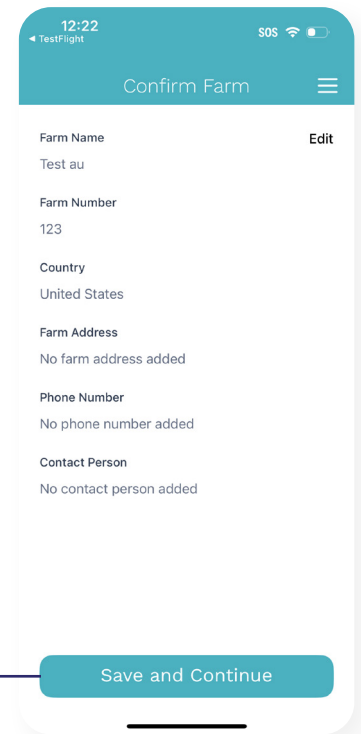 12:22
SOS
◀ TestFlight
Confirm Farm
Farm Name
Edit
Test au
Farm Number
123
Country
United States
Farm Address
No farm address added
Phone Number
No phone number added
Contact Person
No contact person added
Save and Continue